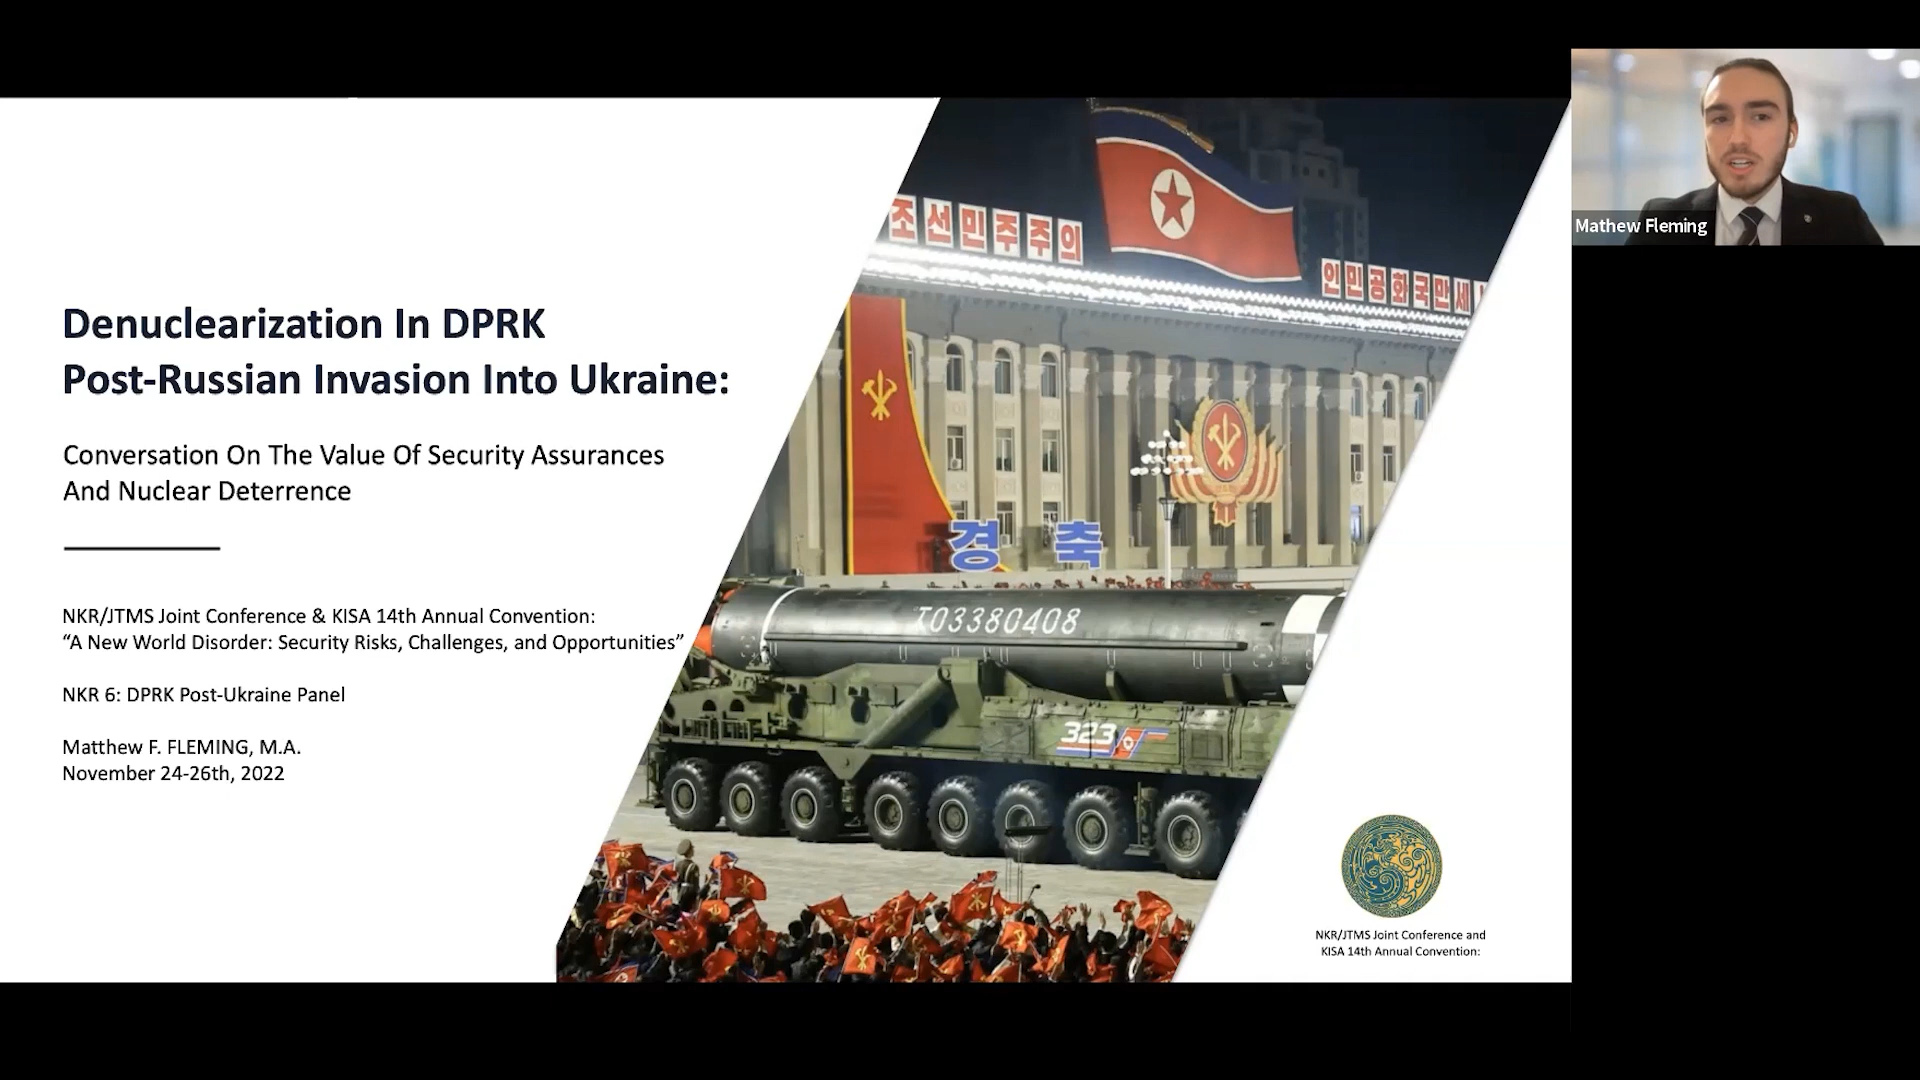 Denuclearization In DPRK
Post-Russian Invasion Into Ukraine:
Conversation On The Value Of Security Assurances
And Nuclear Deterrence
NKR/JTMS Joint Conference & KISA 14th Annual Convention:
“A New World Disorder: Security Risks, Challenges, and Opportunities”
NKR 6: DPRK Post-Ukraine Panel
Matthew F. FLEMING, M.A.
November 24-26th, 2022
조선민주주의
인민공화국만세
경 축
ㅈ03380408
323
NKR/JTMS Joint Conference and
KISA 14th Annual Convention:
Mathew Fleming